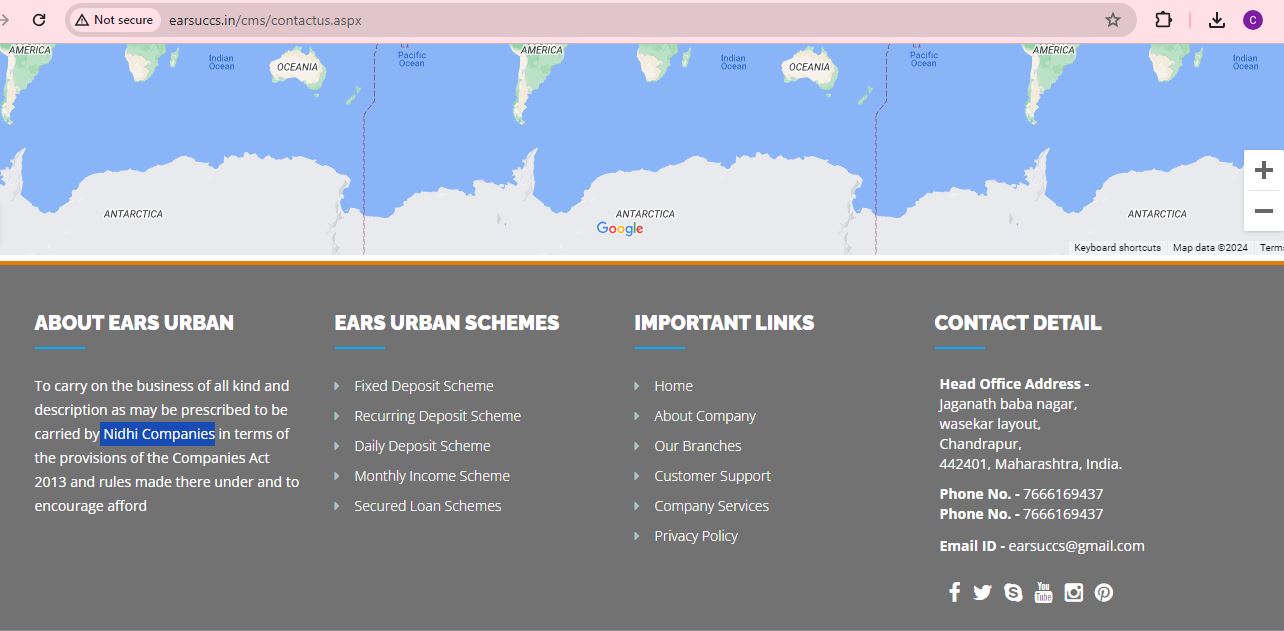 Not secure
earsuccs.in/cms/contactus.aspx
C
AMERICA
Indian
Ocean
OCEANIA
Pacific
Ocean
AMERICA
Indian
Ocean
OCEANIA
Pacific
Ocean
AMERICA
Indian
Ocean
ANTARCTICA
ANTARCTICA
ANTARCTICA
Google
Keyboard shortcuts
Map data ©2024
Terms
ABOUT EARS URBAN
To carry on the business of all kind and
description as may be prescribed to be
carried by Nidhi Companies in terms of
the provisions of the Companies Act
2013 and rules made there under and to
encourage afford
EARS URBAN SCHEMES
Fixed Deposit Scheme
Recurring Deposit Scheme
Daily Deposit Scheme
Monthly Income Scheme
Secured Loan Schemes
IMPORTANT LINKS
Home
About Company
Our Branches
Customer Support
Company Services
Privacy Policy
CONTACT DETAIL
Head Office Address -
Jaganath baba nagar,
wasekar layout,
Chandrapur,
442401, Maharashtra, India.
Phone No. - 7666169437
Phone No. - 7666169437
Email ID - earsuccs@gmail.com
You
Tube